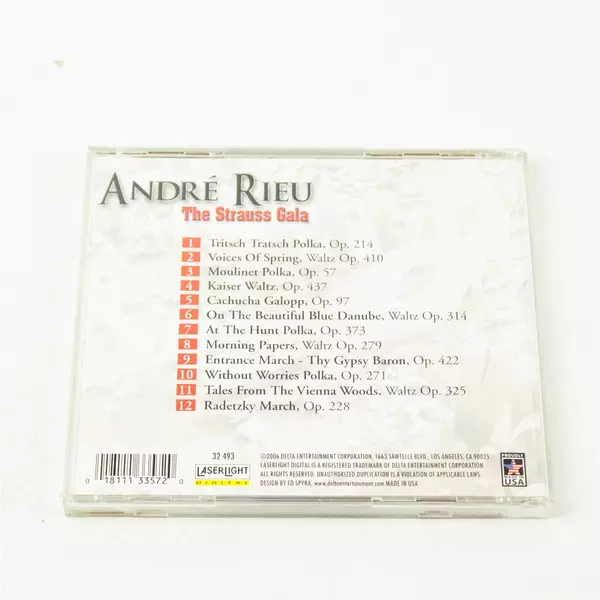 ANDRÉ RIEU
The Strauss Gala
1 Tritsch Tratsch Polka, Op. 214
2 Voices Of Spring, Waltz Op. 410
3 Moulinet Polka, Op. 57
4 Kaiser Waltz, Op. 437
5 Cachucha Galopp, Op. 97
6 On The Beautiful Blue Danube, Waltz Op. 314
7 At The Hunt Polka, Op. 373
8 Morning Papers, Waltz Op. 279
9 Entrance March - Thy Gypsy Baron, Op. 422
10 Without Worries Polka, Op. 271
11 Tales From The Vienna Woods, Waltz Op. 325
12 Radetzky March, Op. 228
0 18111 33572 0
32 493
LASERLIGHT
DIGITAL
©2006 DELTA ENTERTAINMENT CORPORATION, 1663 SAWTELLE BLVD., LOS ANGELES, CA 90025
LASERLIGHT DIGITAL IS A REGISTERED TRADEMARK OF DELTA ENTERTAINMENT CORPORATION
ALL RIGHTS RESERVED. UNAUTHORIZED DUPLICATION IS A VIOLATION OF APPLICABLE LAWS.
DESIGN BY ED SPYKA, www.deltaentertainment.com MADE IN USA
PROUDLY
USA